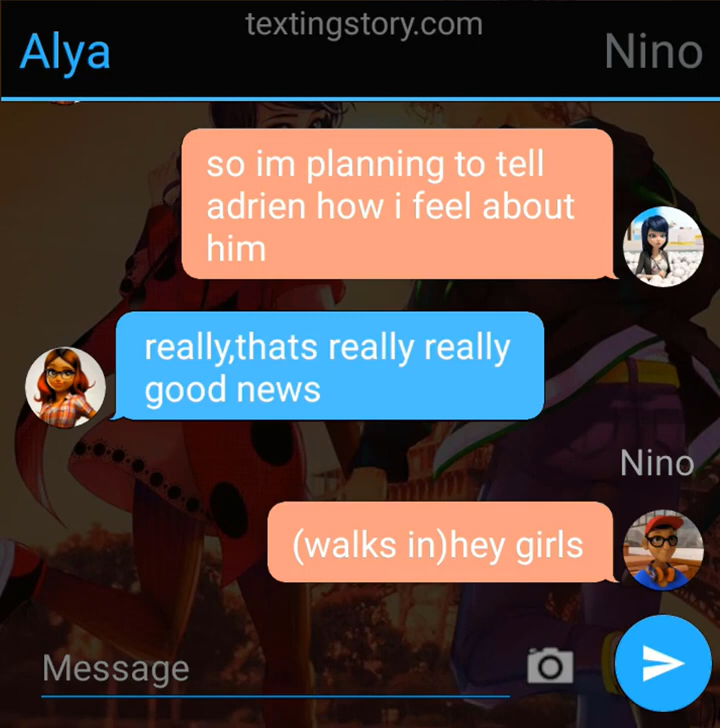 textingstory.com
Alya
Nino
so im planning to tell
adrien how i feel about
him
really,thats really really
good news
Nino
(walks in)hey girls
Message